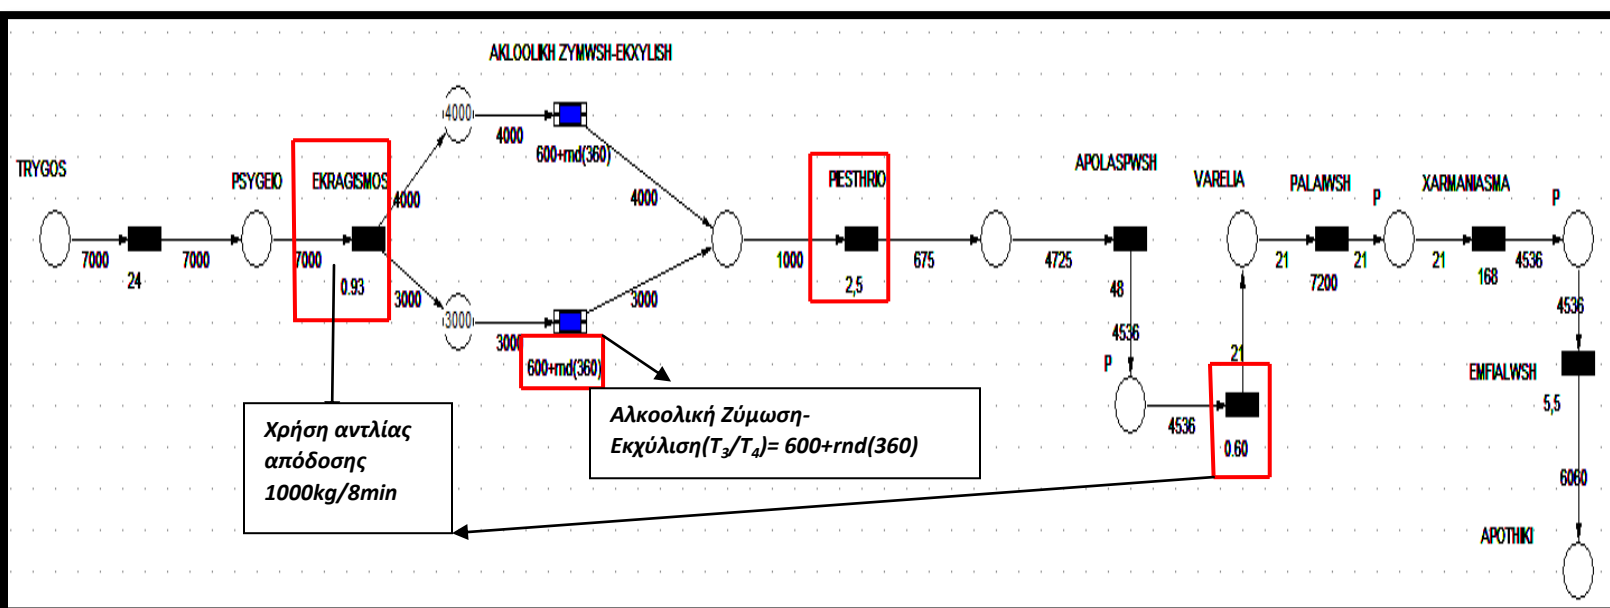 AKLOOLIKH ZYMWSH-EKXYLISH
4000
4000
600+rnd(360)
TRYGOS
PSYGEIO
EKRAGISMOS
4000
4000
PIESTHRIO
APOLASPWSH
VARELIA
PALAIWSH
P
XARMANIASMA
P
7000
7000
7000
1000
675
4725
21
21
21
4536
24
0.93
3000
3000
2,5
48
7200
168
4536
3000
3000
600+rnd(360)
4536
P
21
4536
0.60
EMFIALWSH
5,5
6060
APOTHIKI
Χρήση αντλίας
απόδοσης
1000kg/8min
Αλκοολική Ζύμωση-
Εκχύλιση(T₃/T₄)= 600+rnd(360)